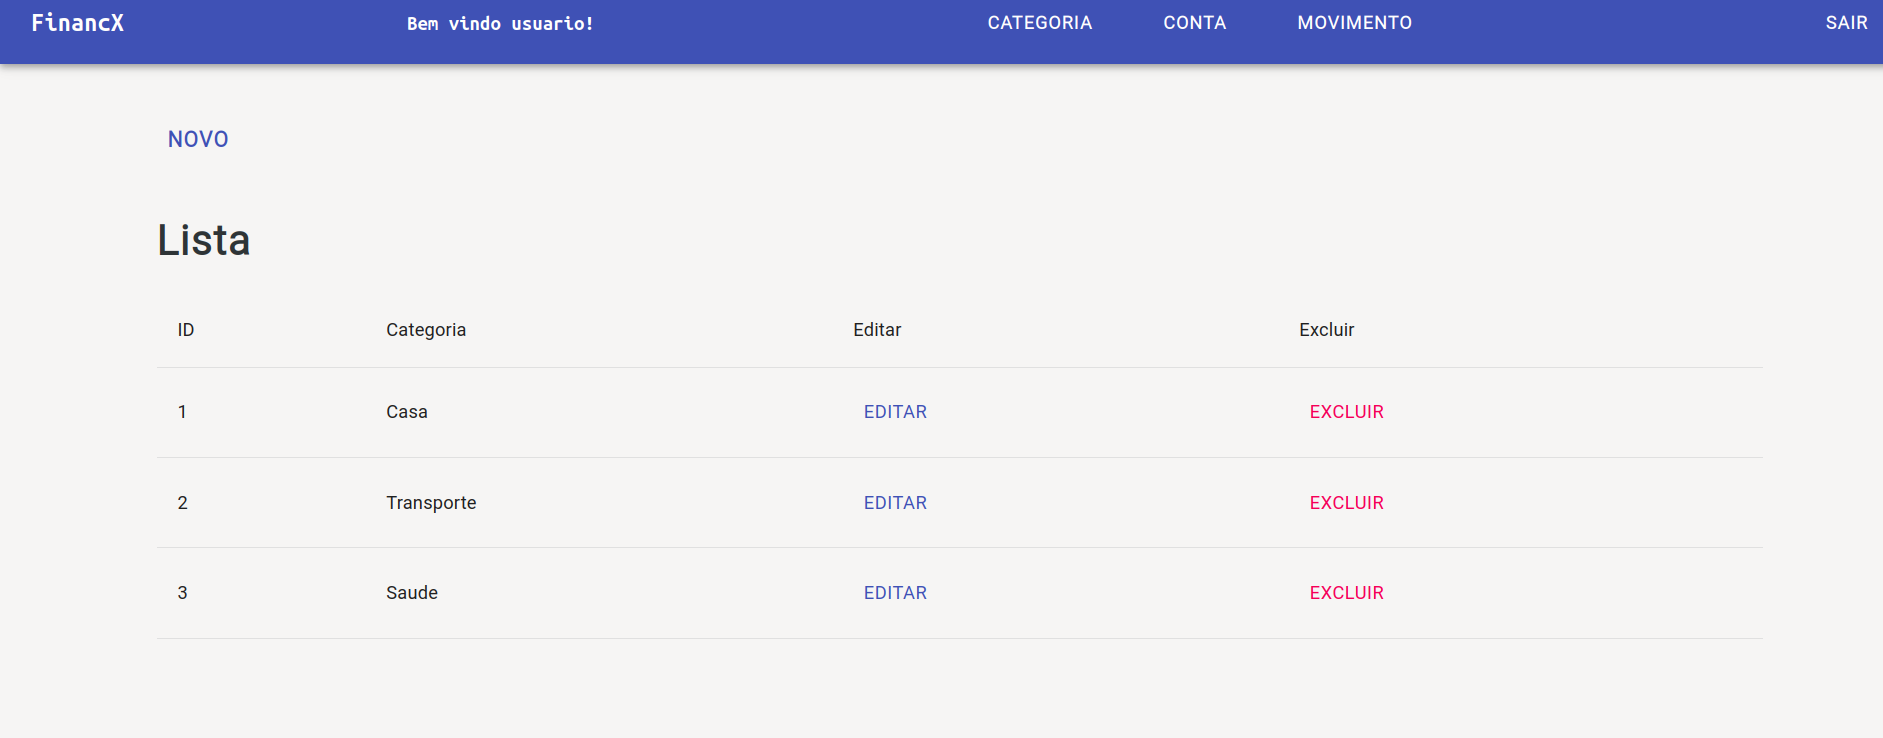 FinancX Bem vindo usuario! CATEGORIA CONTA MOVIMENTO SAIR
NOVO
Lista
ID Categoria Editar Excluir
1 Casa EDITAR EXCLUIR
2 Transporte EDITAR EXCLUIR
3 Saude EDITAR EXCLUIR